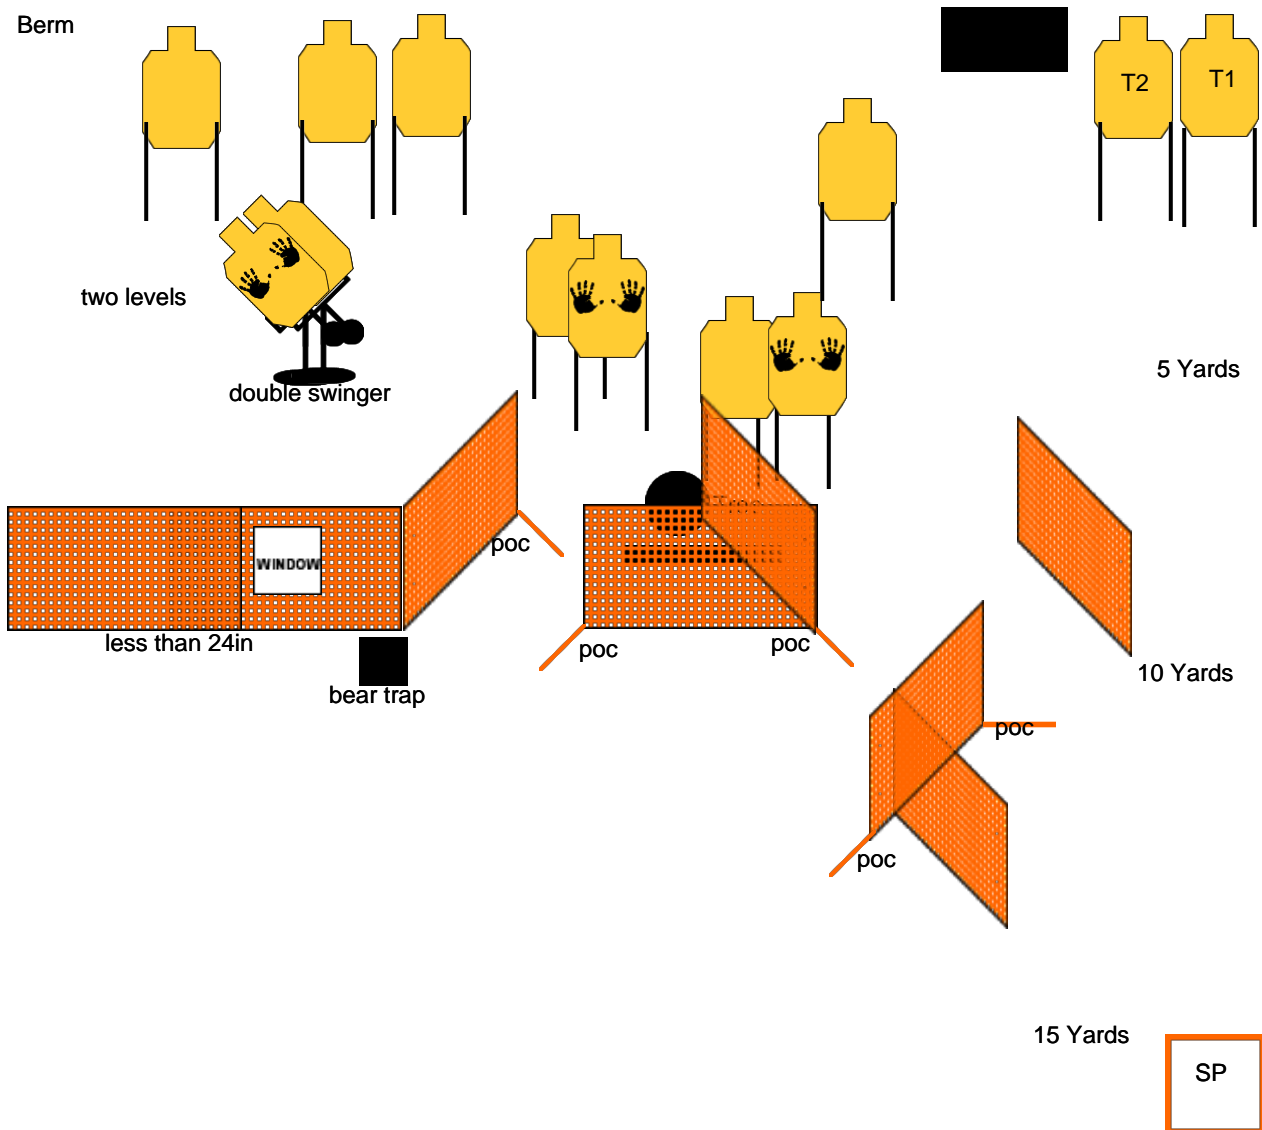 Berm
T2
T1
two levels
5 Yards
double swinger
poc
WINDOW
less than 24in
poc
poc
bear trap
10 Yards
poc
poc
15 Yards
SP